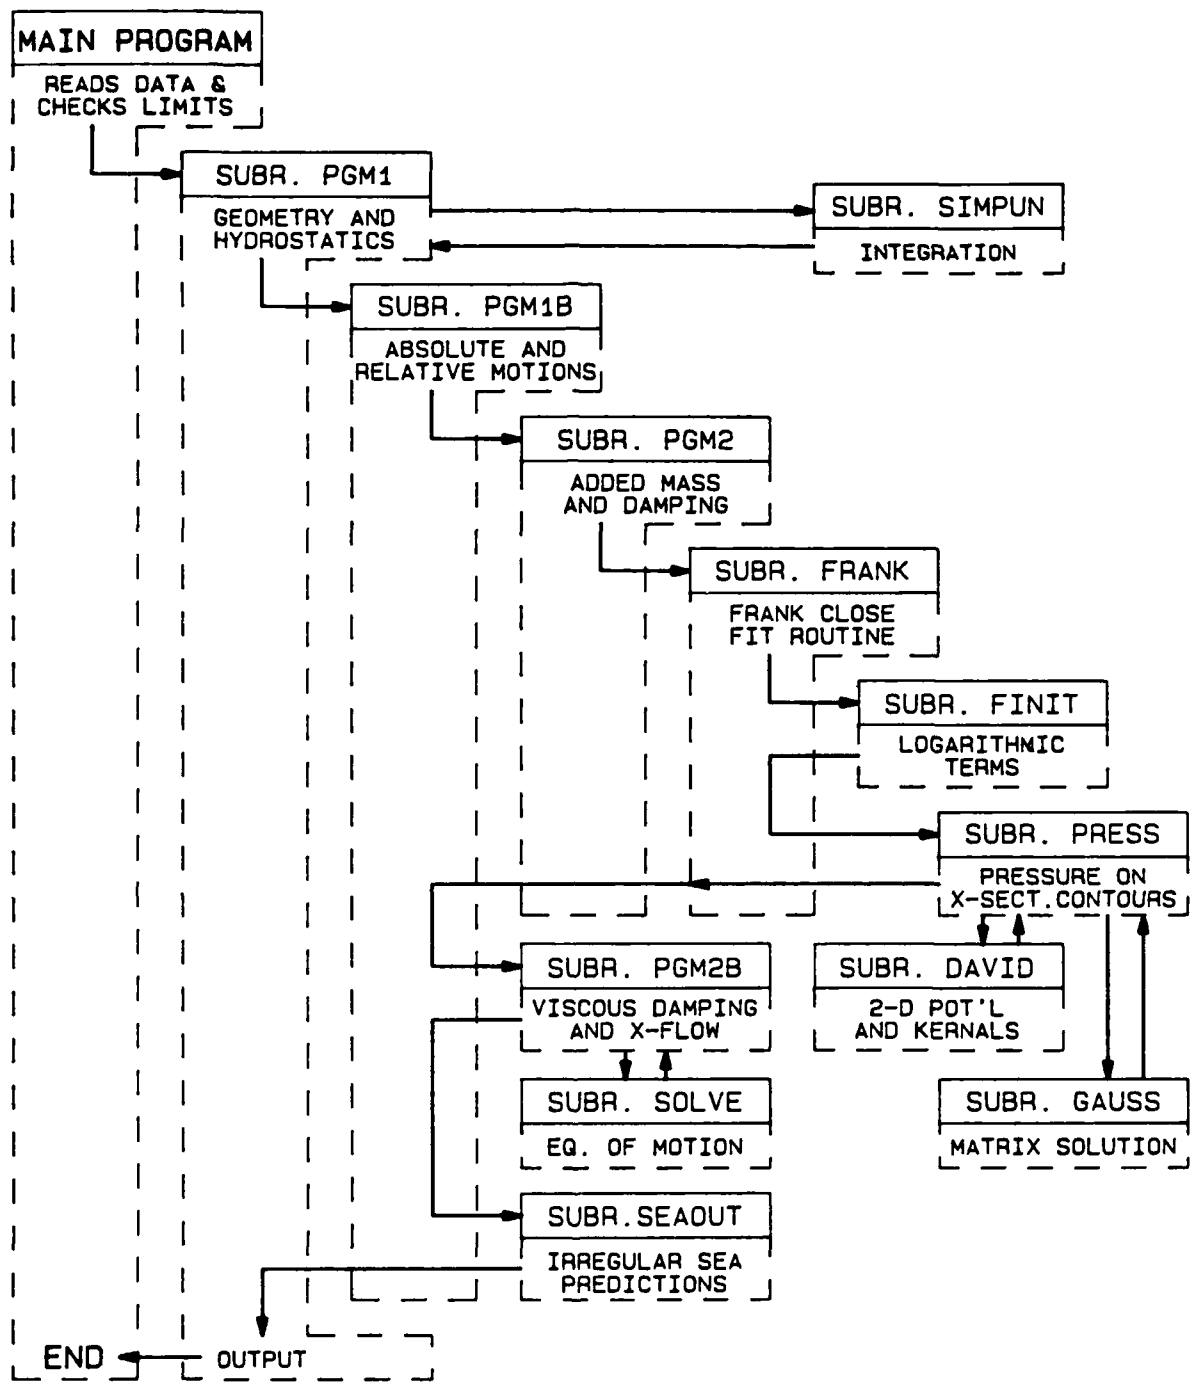 MAIN PROGRAM
READS DATA &
CHECKS LIMITS
SUBR. PGM1
GEOMETRY AND
HYDROSTATICS
SUBR. SIMPUN
INTEGRATION
SUBR. PGM1B
ABSOLUTE AND
RELATIVE MOTIONS
SUBR. PGM2
ADDED MASS
AND DAMPING
SUBR. FRANK
FRANK CLOSE
FIT ROUTINE
SUBR. FINIT
LOGARITHMIC
TERMS
SUBR. PRESS
PRESSURE ON
X-SECT.CONTOURS
SUBR. PGM2B
VISCOUS DAMPING
AND X-FLOW
SUBR. DAVID
2-D POT'L
AND KERNALS
SUBR. SOLVE
EQ. OF MOTION
SUBR. GAUSS
MATRIX SOLUTION
SUBR.SEAOUT
IRREGULAR SEA
PREDICTIONS
END
OUTPUT